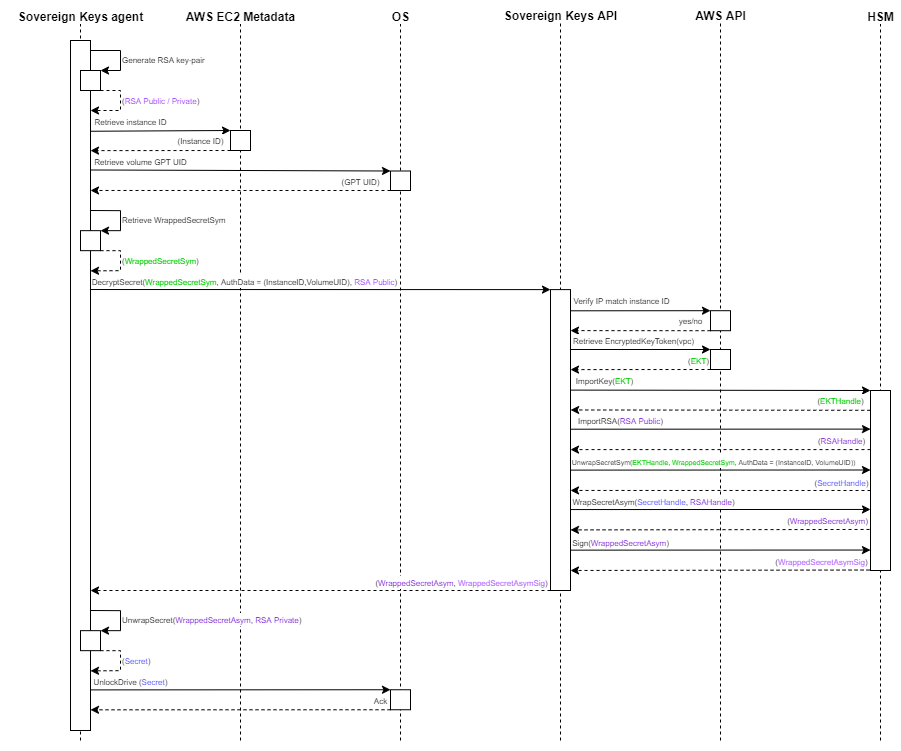 Sovereign Keys agent AWS EC2 Metadata OS Sovereign Keys API AWS API HSM
Generate RSA key-pair
(RSA Public / Private)
Retrieve instance ID
(Instance ID)
Retrieve volume GPT UID
(GPT UID)
Retrieve WrappedSecretSym
(WrappedSecretSym)
DecryptSecret(WrappedSecretSym, AuthData = (InstanceID,VolumeUID), RSA Public)
Verify IP match instance ID
yes/no
Retrieve EncryptedKeyToken(vpc)
(EKT)
ImportKey(EKT)
(EKTHandle)
ImportRSA(RSA Public)
(RSAHandle)
UnwrapSecretSym(EKTHandle, WrappedSecretSym, AuthData = (InstanceID, VolumeUID))
(SecretHandle)
WrapSecretAsym(SecretHandle, RSAHandle)
(WrappedSecretAsym)
Sign(WrappedSecretAsym)
(WrappedSecretAsymSig)
(WrappedSecretAsym, WrappedSecretAsymSig)
UnwrapSecret(WrappedSecretAsym, RSA Private)
(Secret)
UnlockDrive (Secret)
Ack